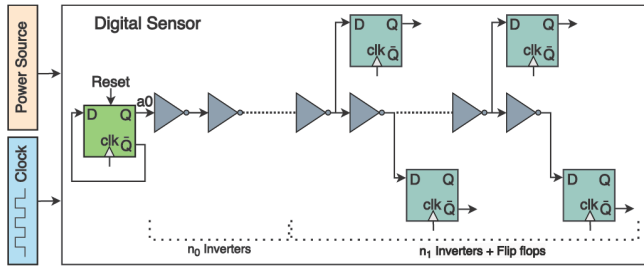 Digital Sensor
Power Source
Clock
Reset
a0
D Q
clk Q̄
D Q
clk Q̄
D Q
clk Q̄
D Q
clk Q̄
D Q
clk Q̄
n₀ Inverters
n₁ Inverters + Flip flops